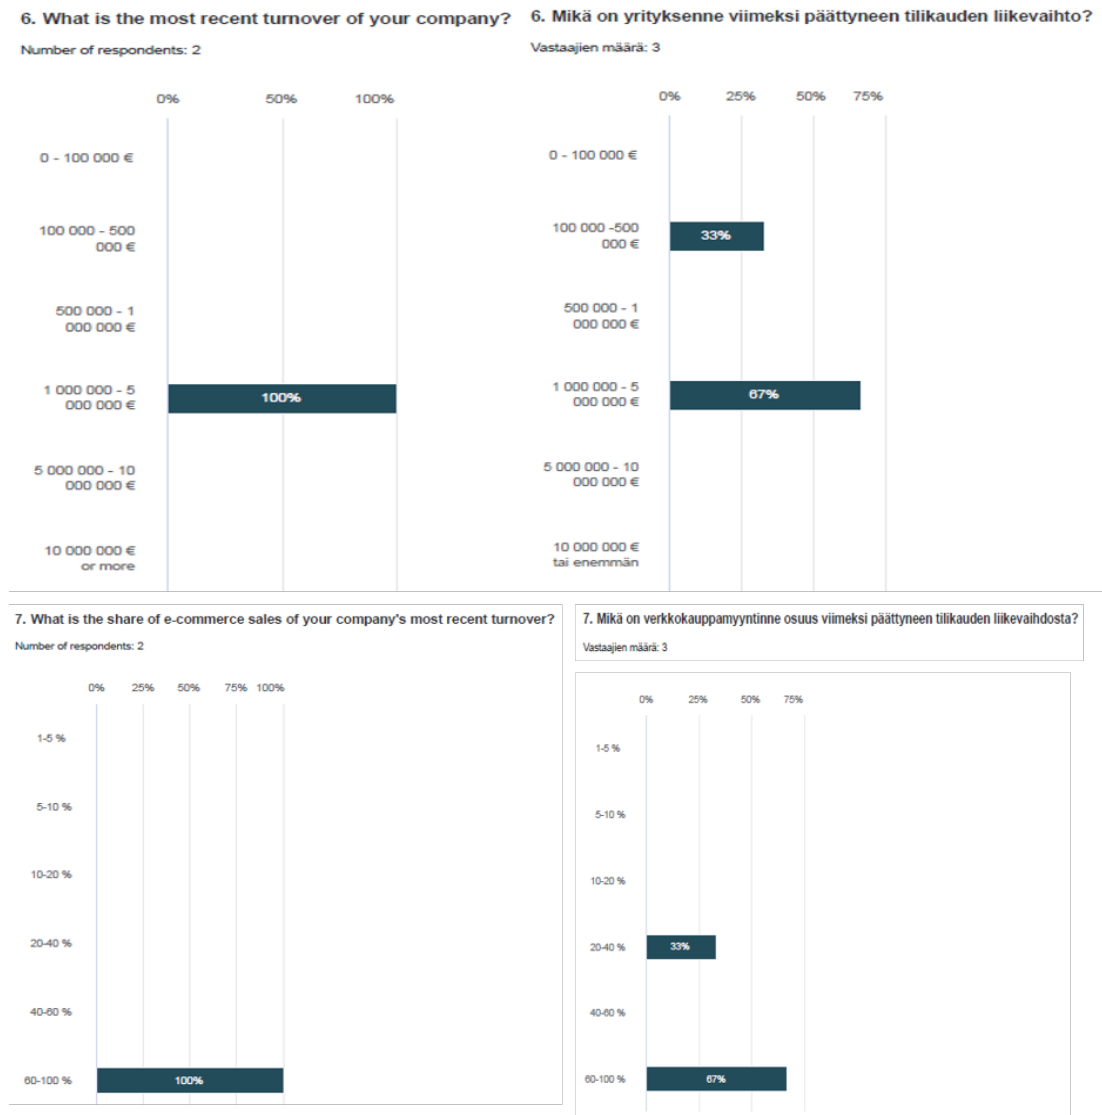 6. What is the most recent turnover of your company?
Number of respondents: 2
0% 50% 100%
0 - 100 000 €
100 000 - 500
000 €
500 000 - 1
000 000 €
1 000 000 - 5
000 000 €
100%
5 000 000 - 10
000 000 €
10 000 000 €
or more
6. Mikä on yrityksenne viimeksi päättyneen tilikauden liikevaihto?
Vastaajien määrä: 3
0% 25% 50% 75%
0 - 100 000 €
100 000 -500
000 €
33%
500 000 - 1
000 000 €
1 000 000 - 5
000 000 €
67%
5 000 000 - 10
000 000 €
10 000 000 €
tai enemmän
7. What is the share of e-commerce sales of your company's most recent turnover?
Number of respondents: 2
0% 25% 50% 75% 100%
1-5 %
5-10 %
10-20 %
20-40 %
40-60 %
60-100 %
100%
7. Mikä on verkkokauppamyyntinne osuus viimeksi päättyneen tilikauden liikevaihdosta?
Vastaajien määrä: 3
0% 25% 50% 75%
1-5 %
5-10 %
10-20 %
20-40 %
33%
40-60 %
60-100 %
67%